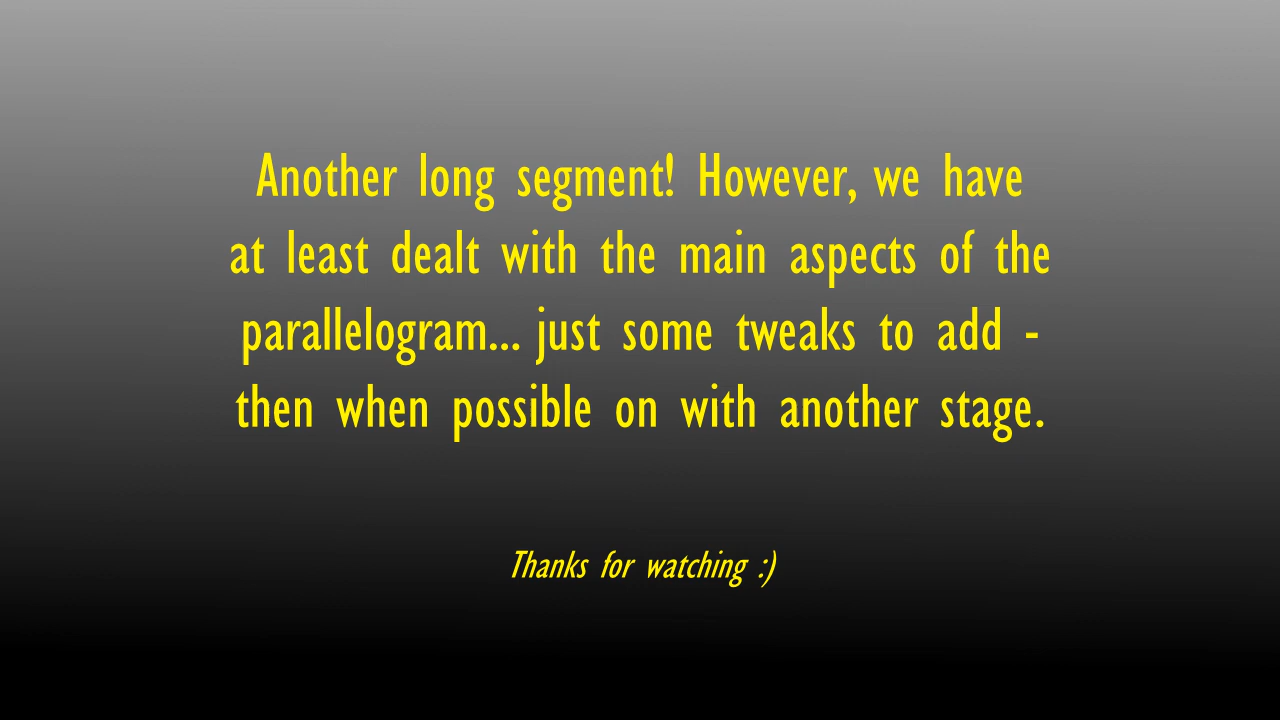 Another long segment! However, we have
at least dealt with the main aspects of the
parallelogram... just some tweaks to add -
then when possible on with another stage.
Thanks for watching :)